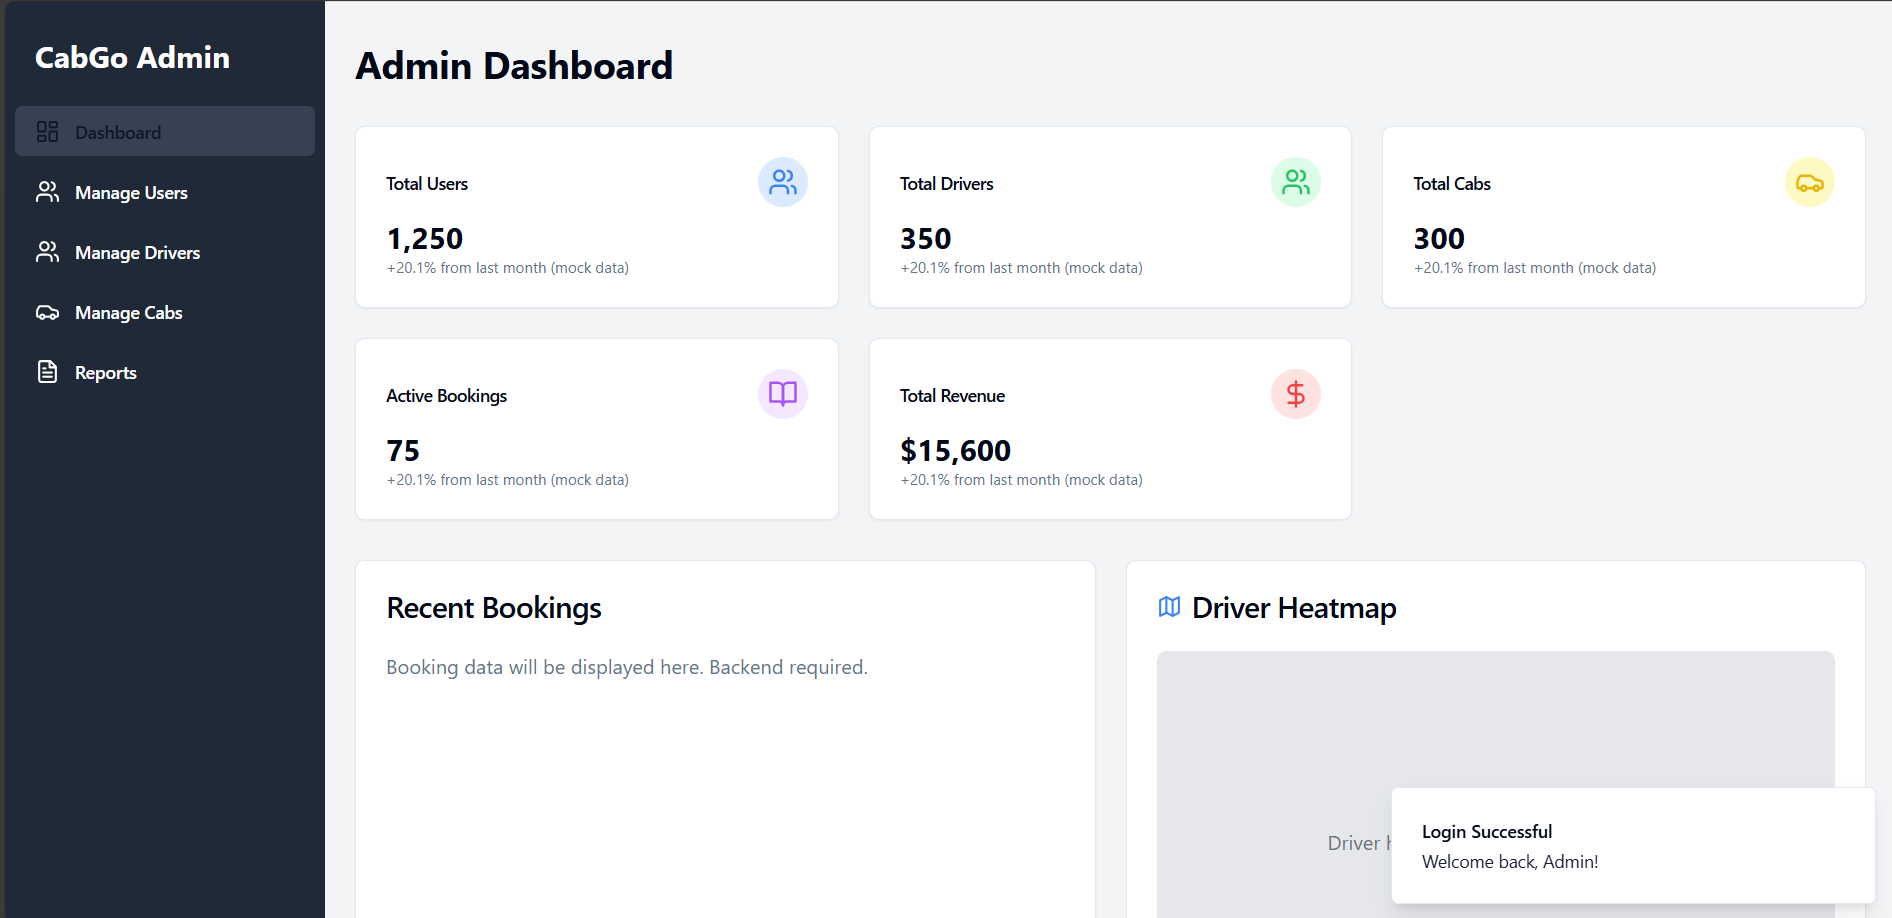 CabGo Admin
Dashboard
Manage Users
Manage Drivers
Manage Cabs
Reports
Admin Dashboard
Total Users
1,250
+20.1% from last month (mock data)
Total Drivers
350
+20.1% from last month (mock data)
Total Cabs
300
+20.1% from last month (mock data)
Active Bookings
75
+20.1% from last month (mock data)
Total Revenue
$15,600
+20.1% from last month (mock data)
Recent Bookings
Booking data will be displayed here. Backend required.
Driver Heatmap
Driver
Login Successful
Welcome back, Admin!